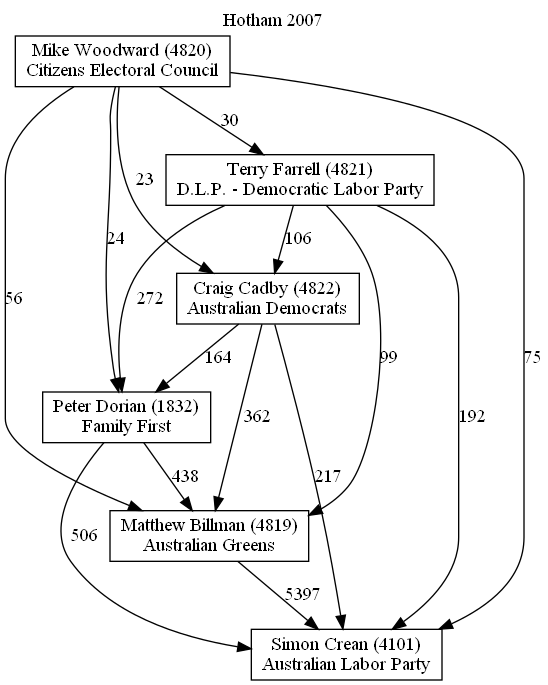 Hotham 2007
Mike Woodward (4820)
Citizens Electoral Council
30
Terry Farrell (4821)
D.L.P. - Democratic Labor Party
23
24
106
272
Craig Cadby (4822)
Australian Democrats
56
164
99
75
Peter Dorian (1832)
Family First
362
192
438
217
506
Matthew Billman (4819)
Australian Greens
5397
Simon Crean (4101)
Australian Labor Party